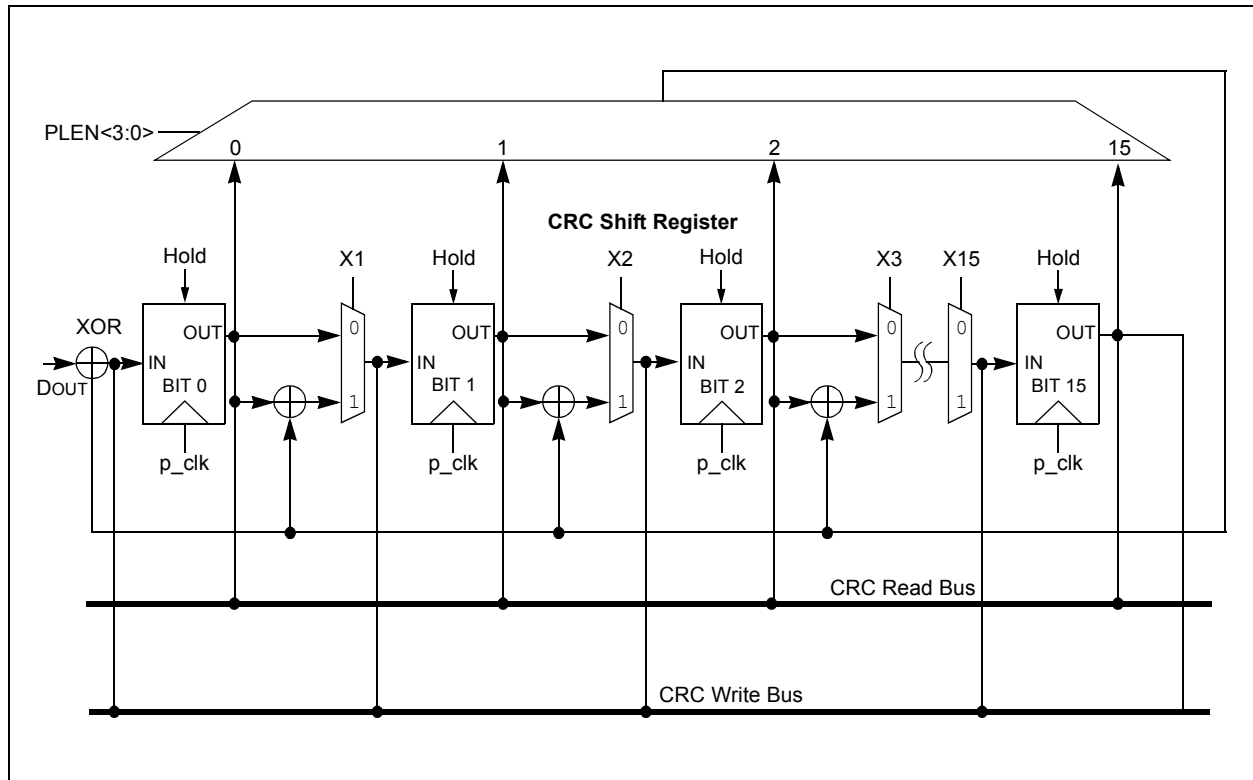 PLEN<3:0>
0 1 2 15
CRC Shift Register
Hold X1 Hold X2 Hold X3 X15 Hold
XOR
OUT 0 OUT 0 OUT 0 0 OUT
IN IN IN IN
DOUT
BIT 0 1 BIT 1 1 BIT 2 1 1 BIT 15
p_clk p_clk p_clk p_clk
CRC Read Bus
CRC Write Bus